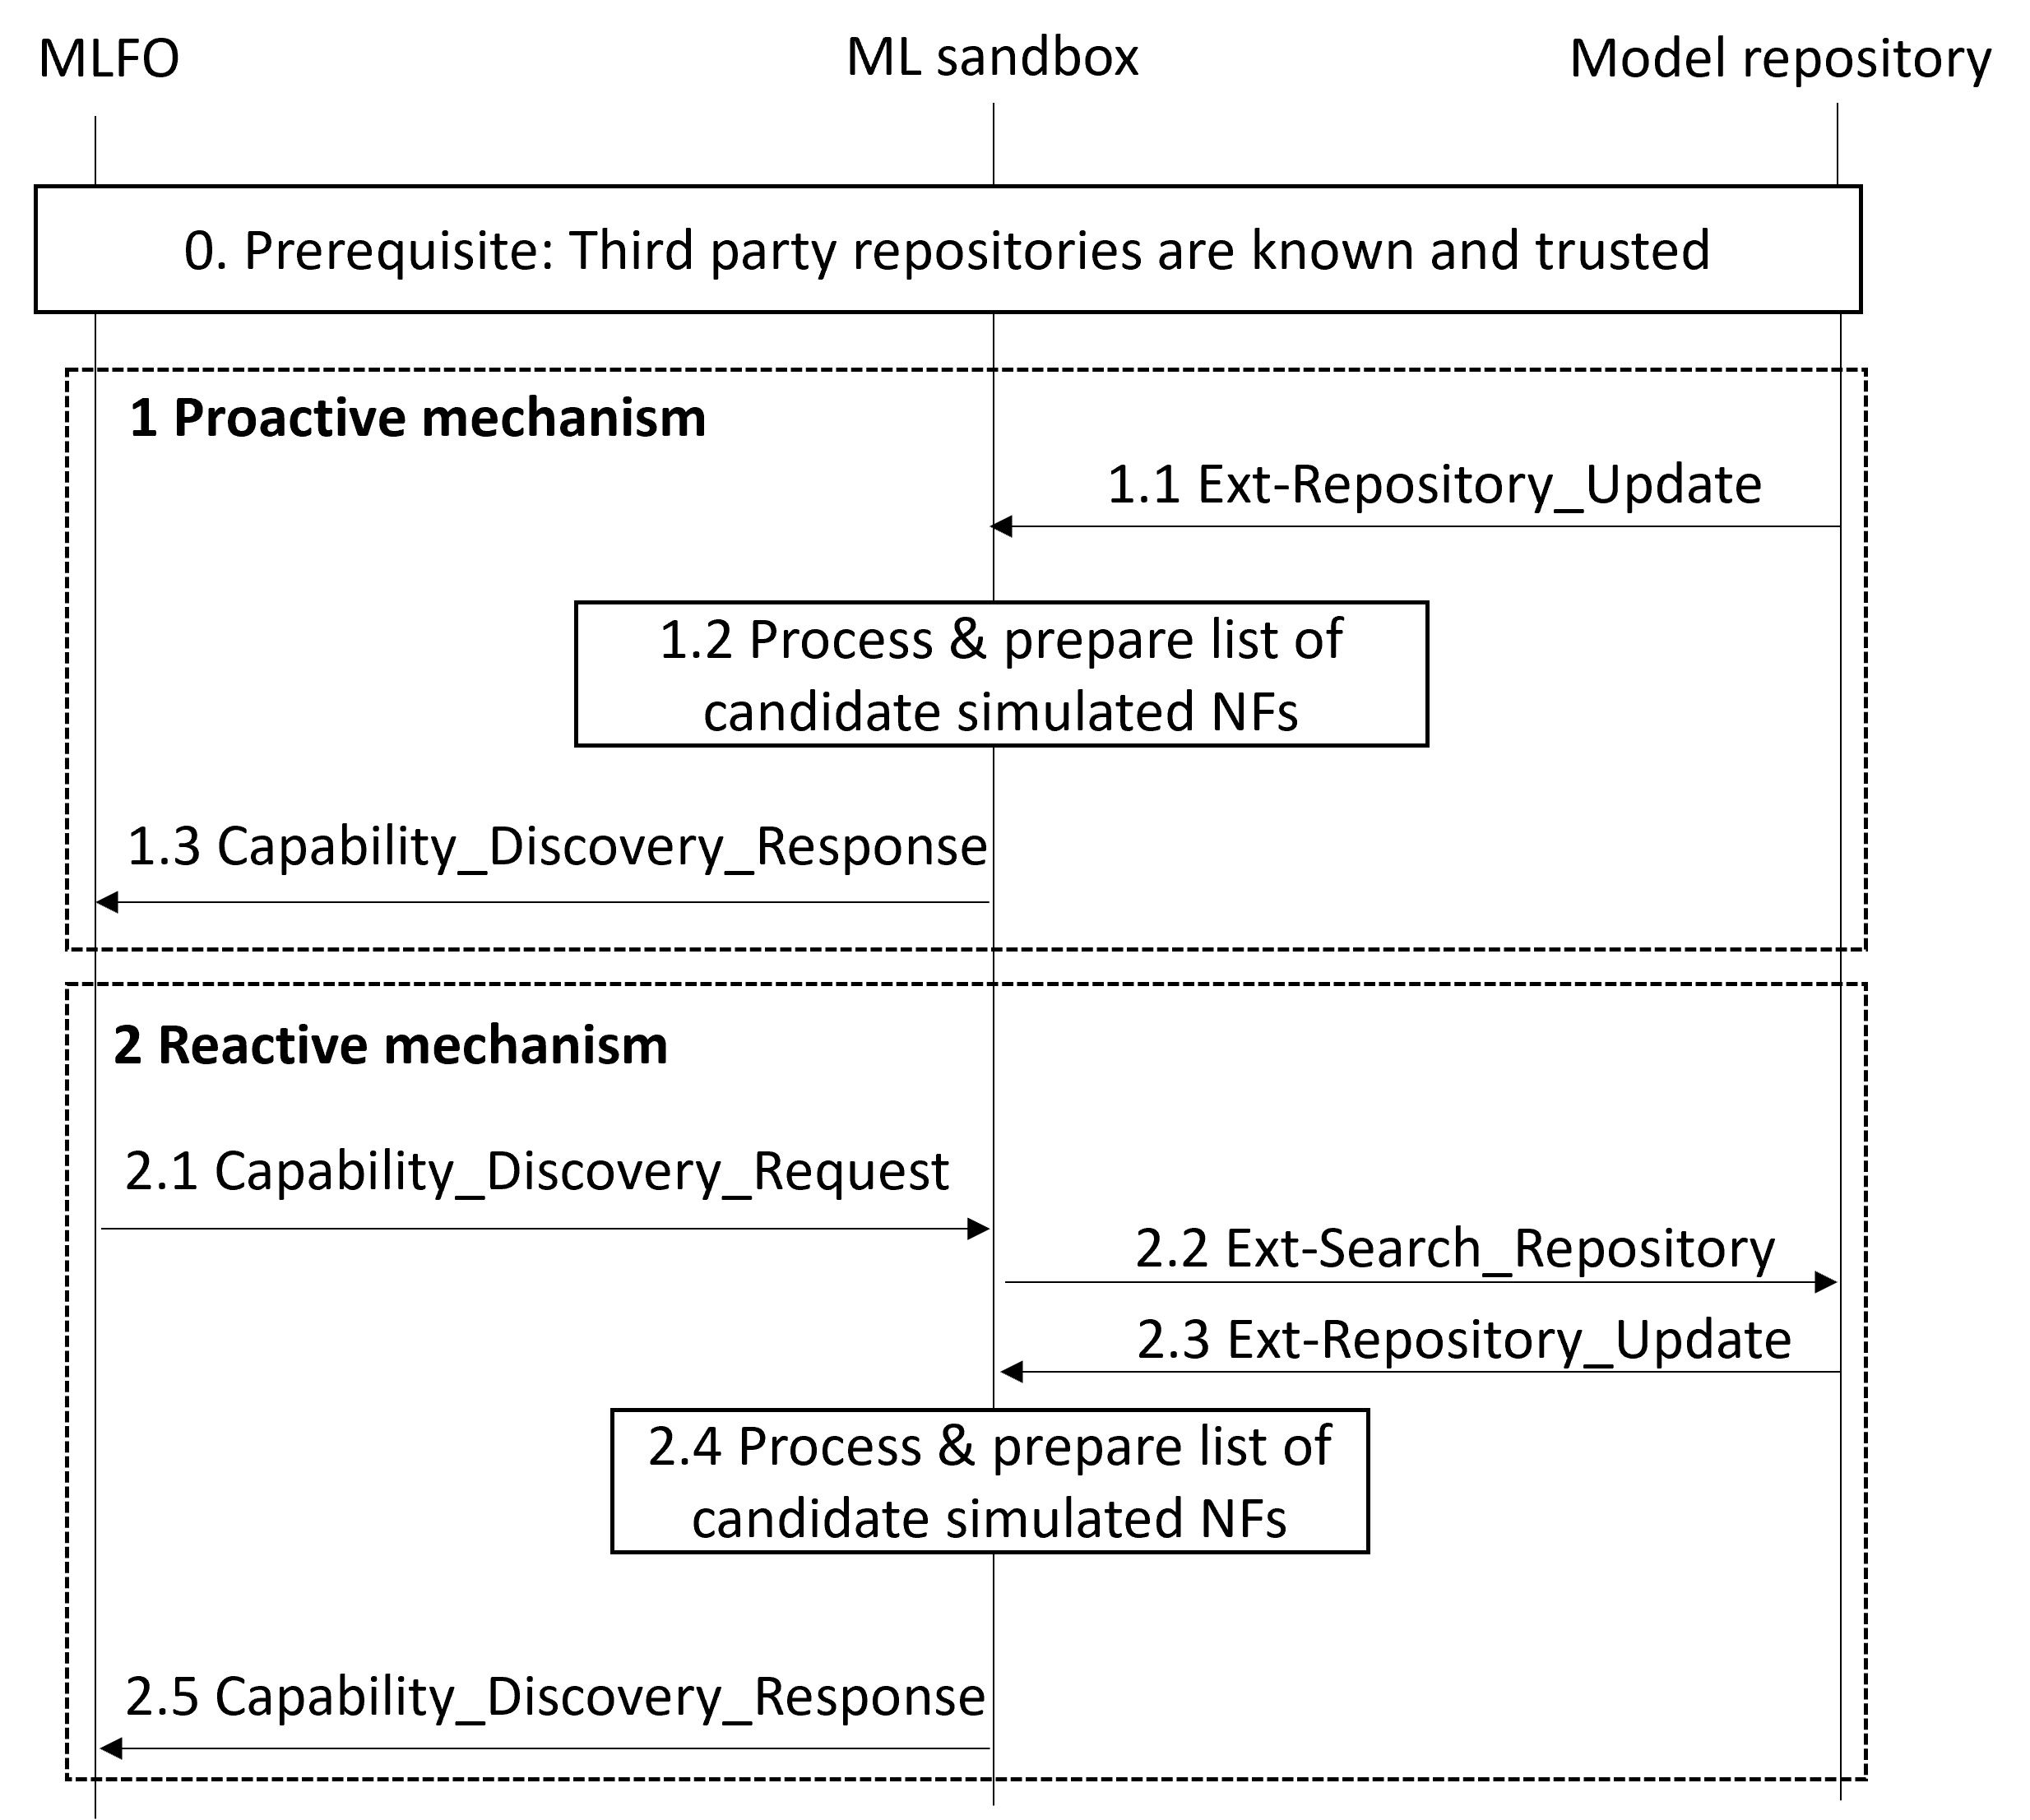 MLFO
ML sandbox
Model repository
0. Prerequisite: Third party repositories are known and trusted
1 Proactive mechanism
1.1 Ext-Repository_Update
1.2 Process & prepare list of
candidate simulated NFs
1.3 Capability_Discovery_Response
2 Reactive mechanism
2.1 Capability_Discovery_Request
2.2 Ext-Search_Repository
2.3 Ext-Repository_Update
2.4 Process & prepare list of
candidate simulated NFs
2.5 Capability_Discovery_Response